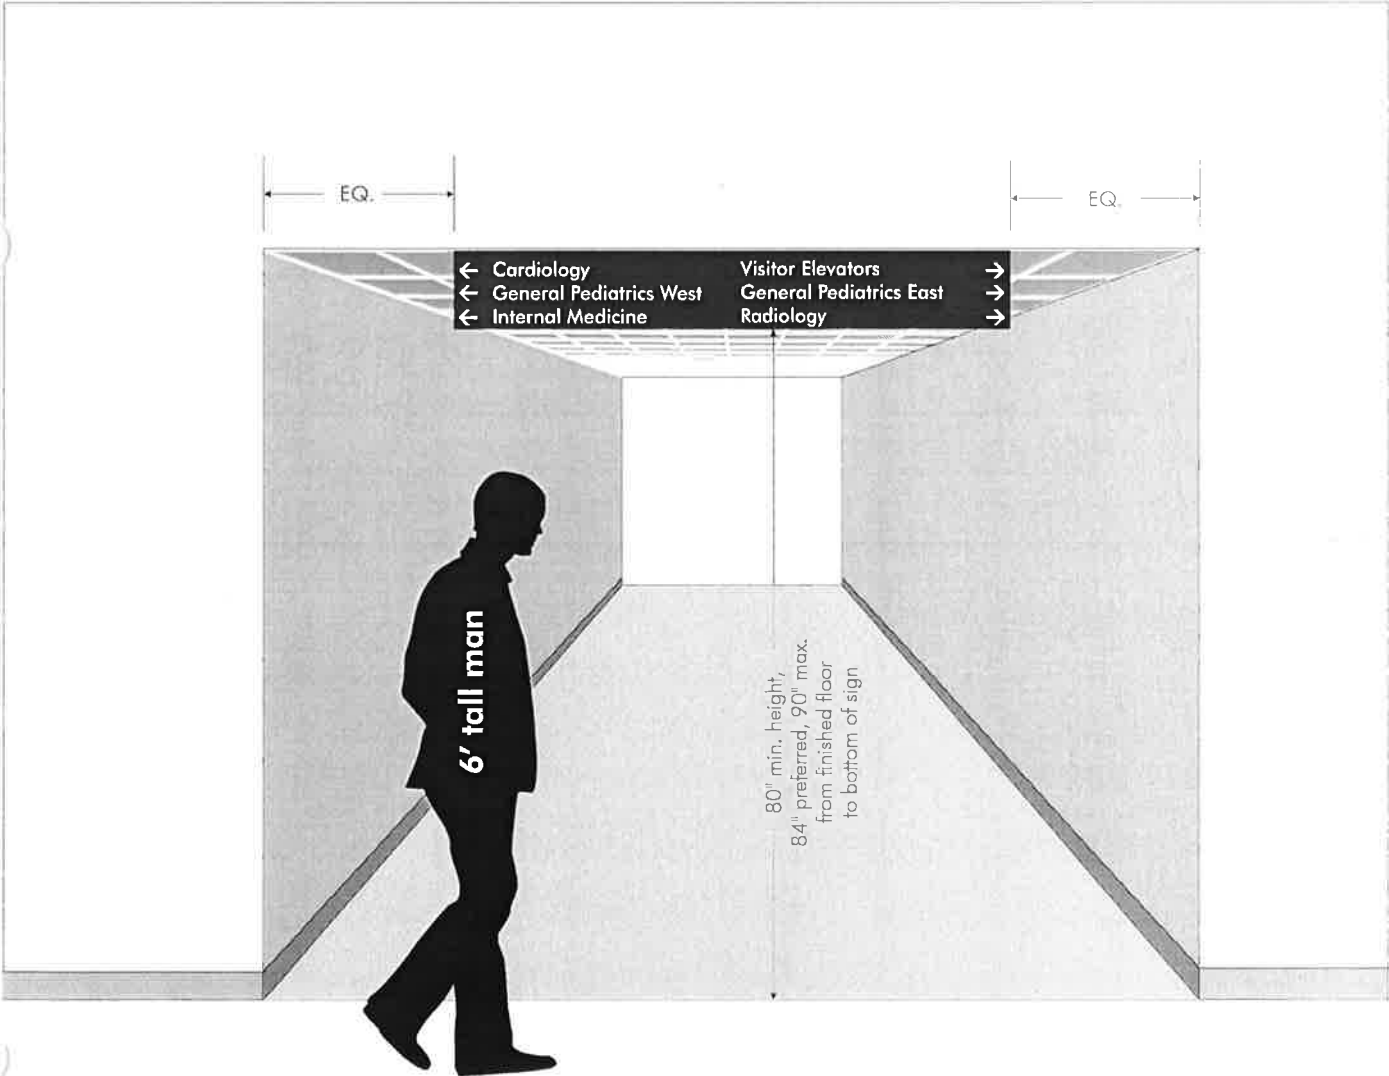 EQ.
EQ.
← Cardiology
← General Pediatrics West
← Internal Medicine
Visitor Elevators →
General Pediatrics East →
Radiology →
6' tall man
80" min. height,
84" preferred, 90" max.
from finished floor
to bottom of sign